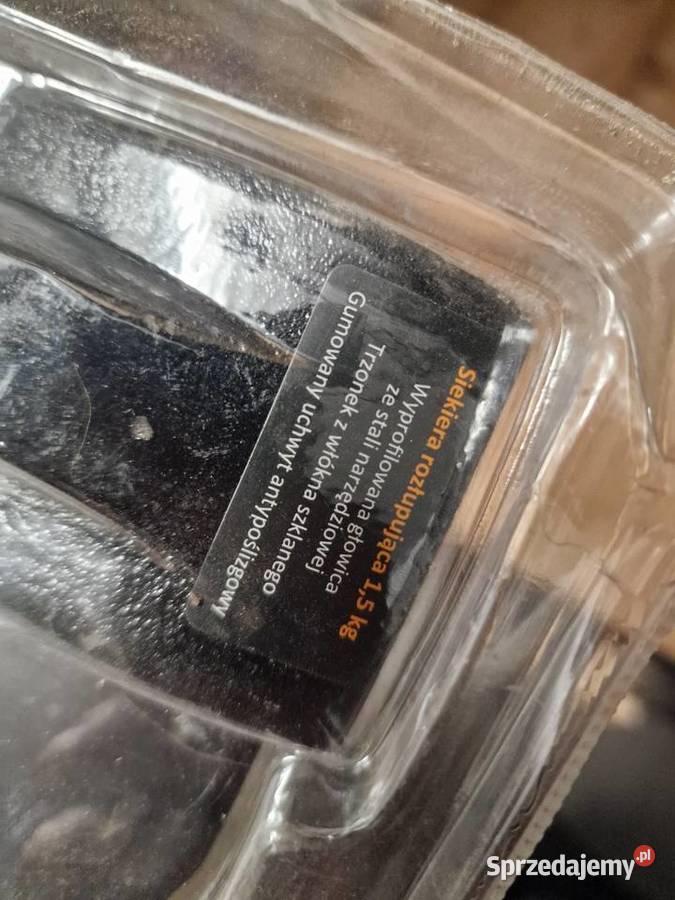 Siekiera rozłupująca 1,5 kg
Wyprofilowana głowica
ze stali narzędziowej
Trzonek z włókna szklanego
Gumowany uchwyt antypoślizgowy
Sprzedajemy.pl